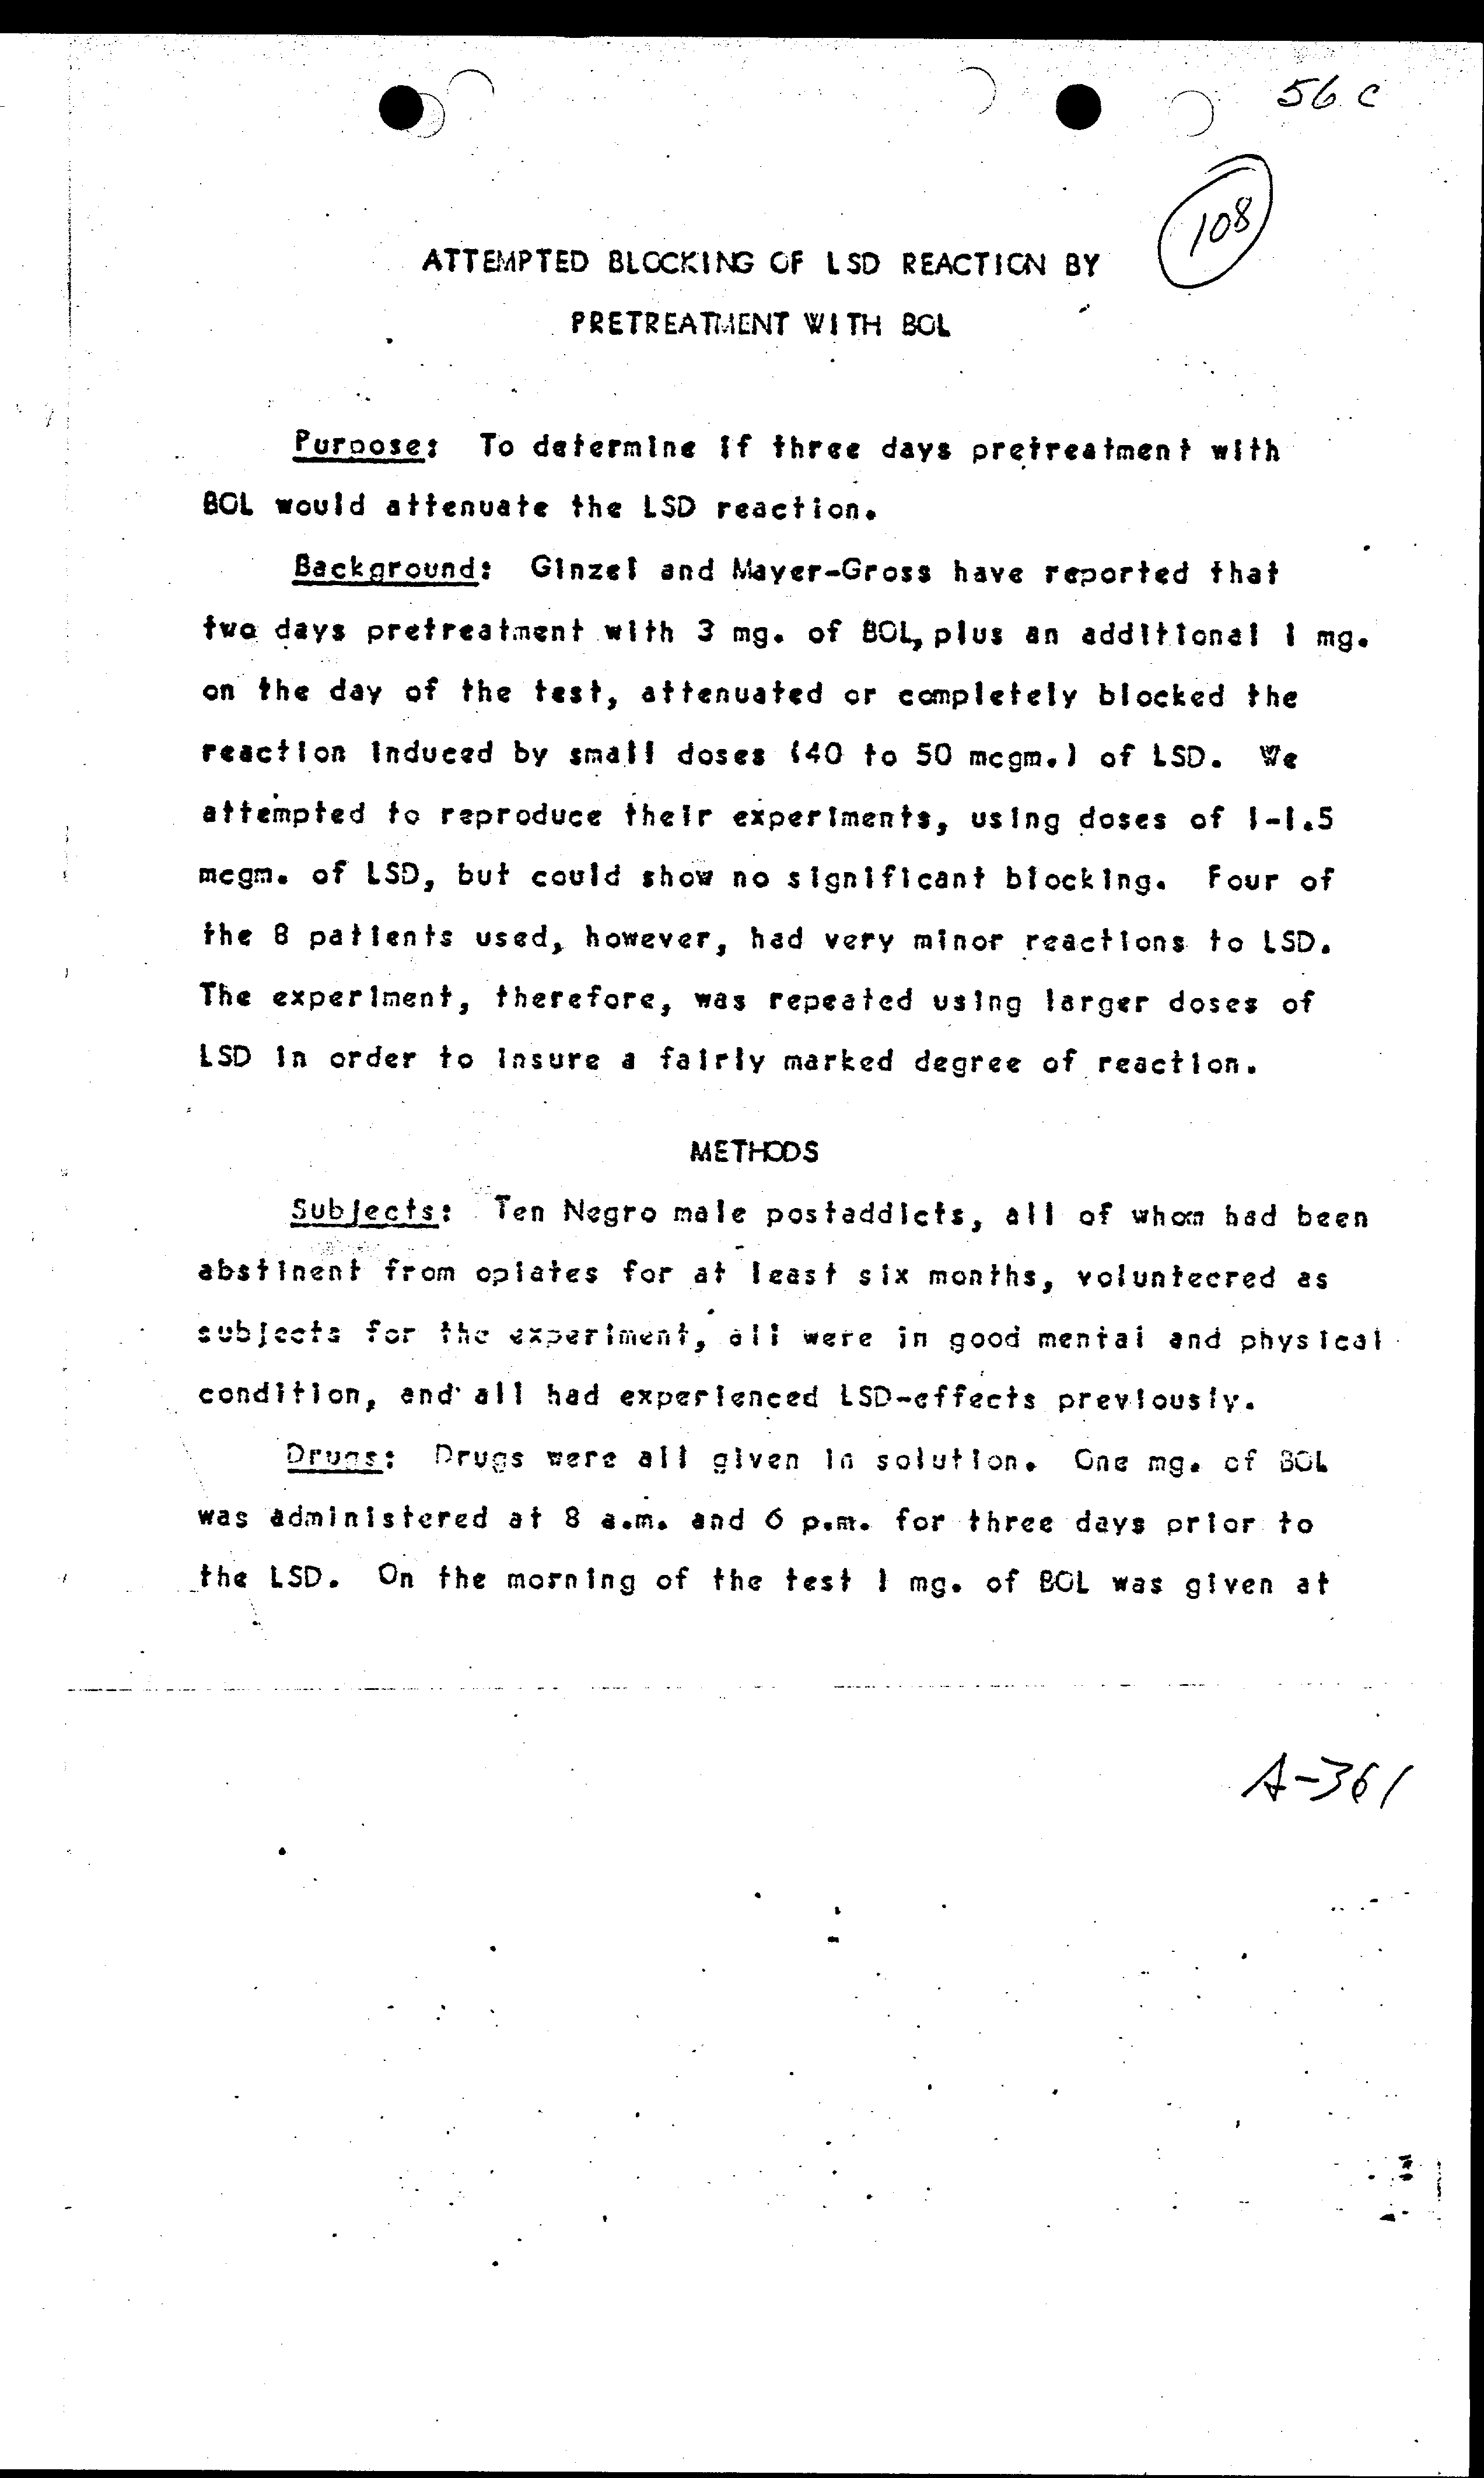 56 C
108
ATTEMPTED BLOCKING OF LSD REACTION BY
PRETREATMENT WITH BOL
Purpose: To determine if three days pretreatment with
BOL would attenuate the LSD reaction.
Background: Ginzel and Mayer-Gross have reported that
two days pretreatment with 3 mg. of BOL, plus an additional 1 mg.
on the day of the test, attenuated or completely blocked the
reaction induced by small doses (40 to 50 mcgm.) of LSD. We
attempted to reproduce their experiments, using doses of 1-1.5
mcgm. of LSD, but could show no significant blocking. Four of
the 8 patients used, however, had very minor reactions to LSD.
The experiment, therefore, was repeated using larger doses of
LSD in order to insure a fairly marked degree of reaction.
METHODS
Subjects: Ten Negro male postaddicts, all of whom had been
abstinent from opiates for at least six months, volunteered as
subjects for the experiment, all were in good mental and physical
condition, and all had experienced LSD-effects previously.
Drugs: Drugs were all given in solution. One mg. of BOL
was administered at 8 a.m. and 6 p.m. for three days prior to
the LSD. On the morning of the test 1 mg. of BOL was given at
A-361